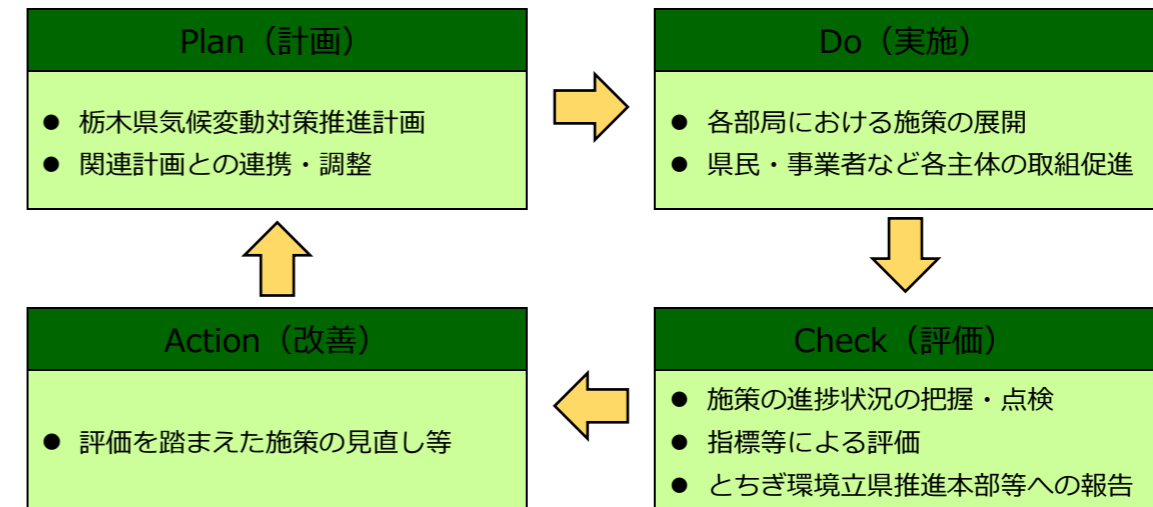 Plan（計画）
● 栃木県気候変動対策推進計画
● 関連計画との連携・調整
Do（実施）
● 各部局における施策の展開
● 県民・事業者など各主体の取組促進
Check（評価）
● 施策の進捗状況の把握・点検
● 指標等による評価
● とちぎ環境立県推進本部等への報告
Action（改善）
● 評価を踏まえた施策の見直し等